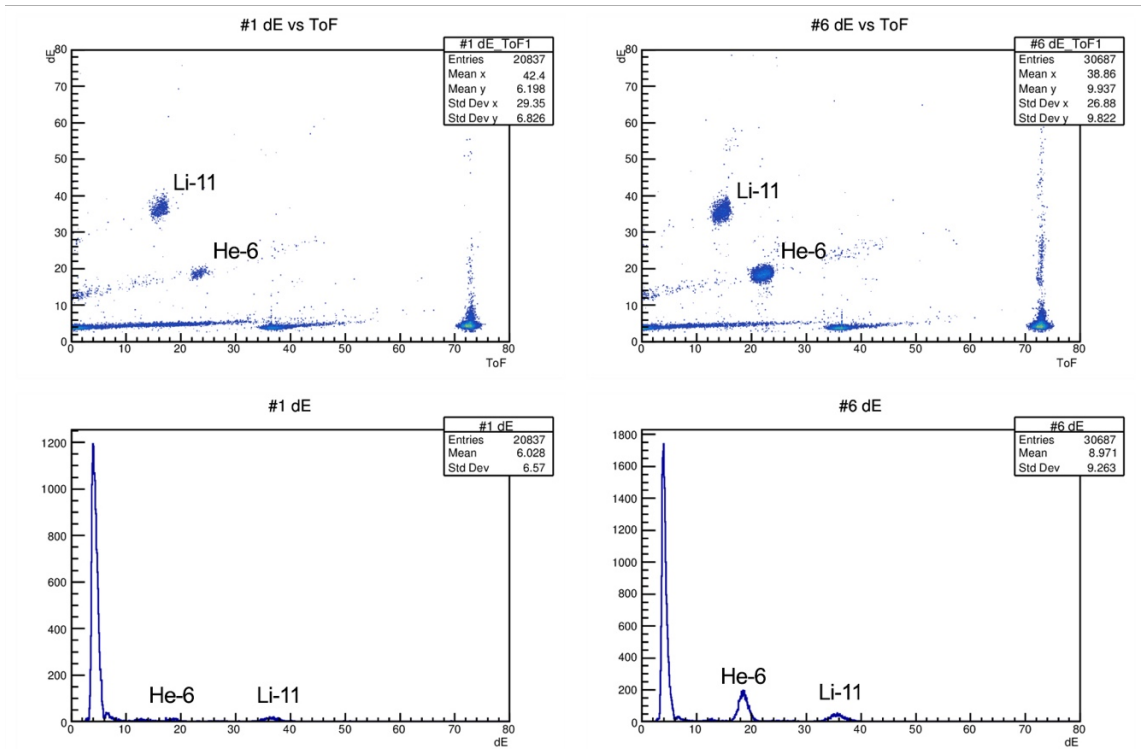 #1 dE vs ToF
#1 dE_ToF1
Entries 20837
Mean x 42.4
Mean y 6.198
Std Dev x 29.35
Std Dev y 6.826
dE
80
70
60
50
40
30
20
10
0
Li-11
He-6
0 10 20 30 40 50 60 70 80
ToF
#6 dE vs ToF
#6 dE_ToF1
Entries 30687
Mean x 38.86
Mean y 9.937
Std Dev x 26.88
Std Dev y 9.822
dE
80
70
60
50
40
30
20
10
0
Li-11
He-6
0 10 20 30 40 50 60 70 80
ToF
#1 dE
#1 dE
Entries 20837
Mean 6.028
Std Dev 6.57
1200
1000
800
600
400
200
0
He-6
Li-11
0 10 20 30 40 50 60 70 80
dE
#6 dE
#6 dE
Entries 30687
Mean 8.971
Std Dev 9.263
1800
1600
1400
1200
1000
800
600
400
200
0
He-6
Li-11
0 10 20 30 40 50 60 70 80
dE